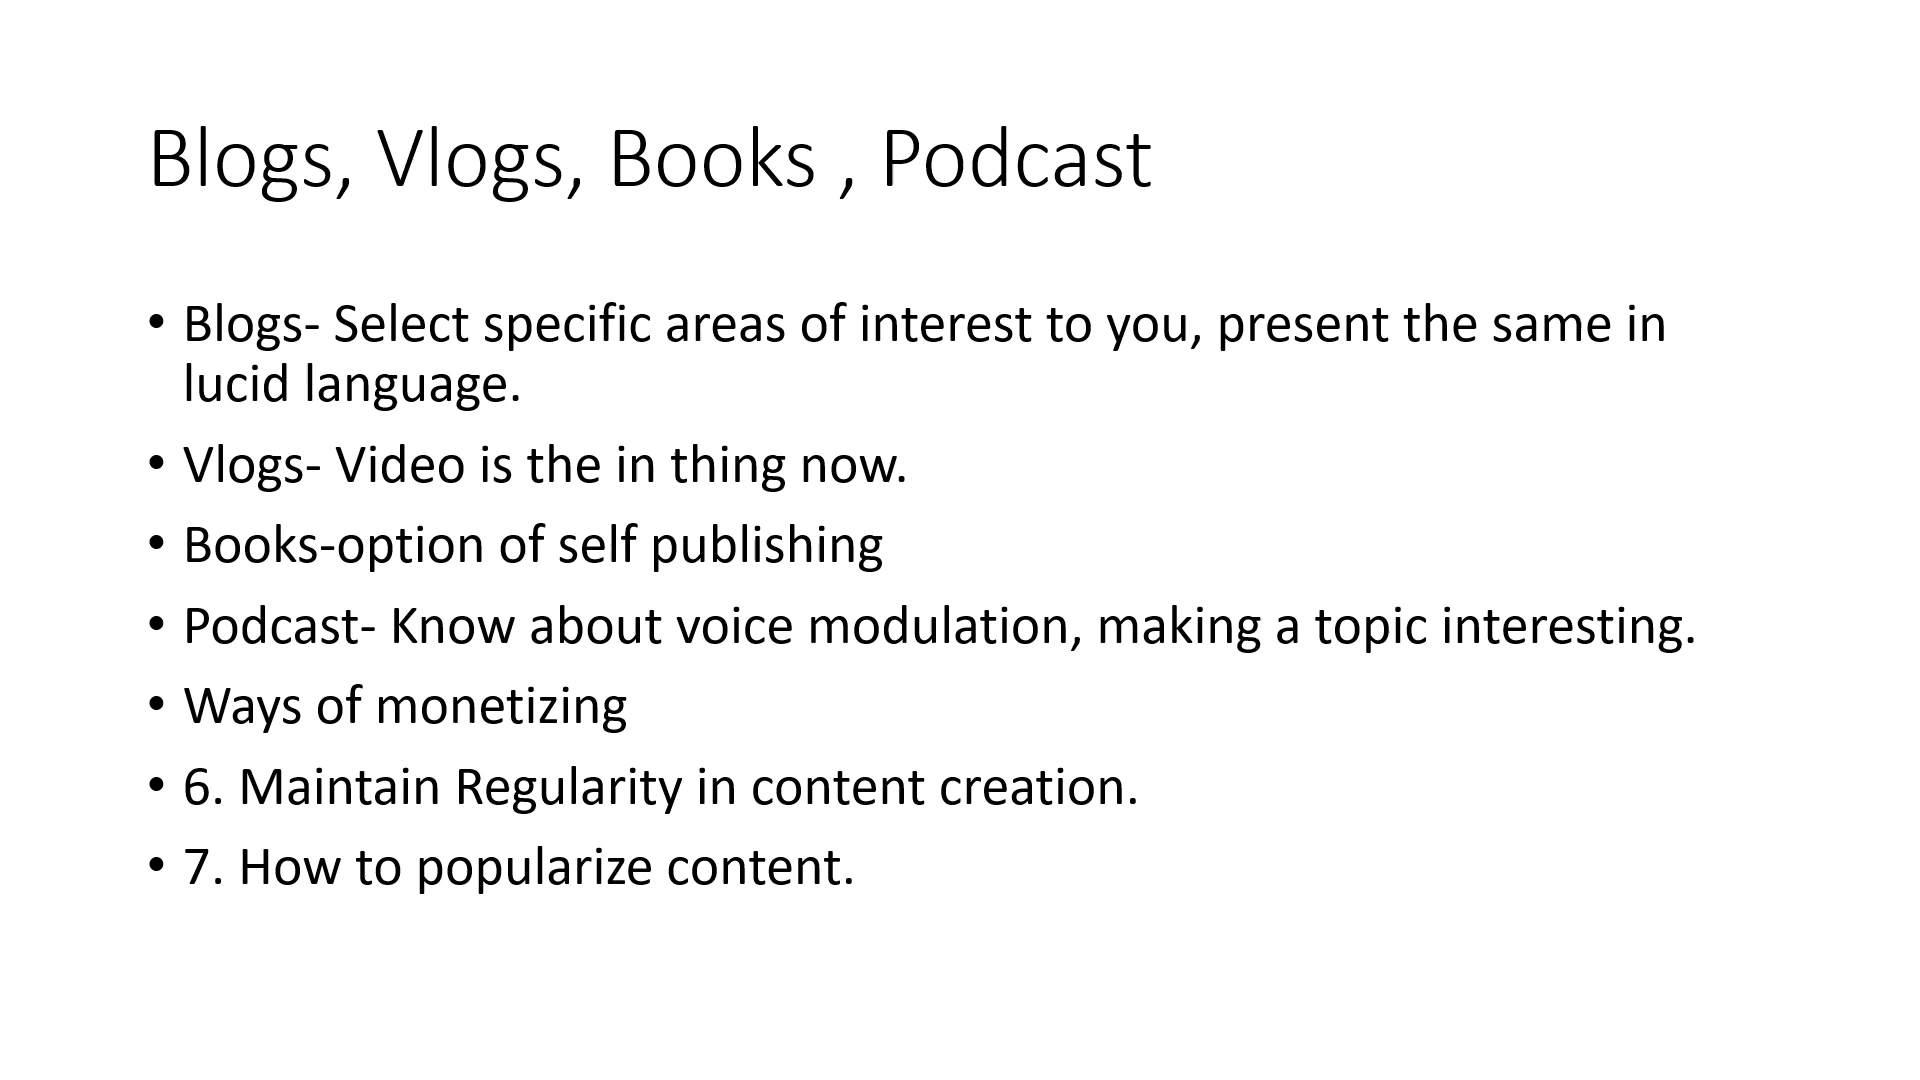 Blogs, Vlogs, Books , Podcast
• Blogs- Select specific areas of interest to you, present the same in
lucid language.
• Vlogs- Video is the in thing now.
• Books-option of self publishing
• Podcast- Know about voice modulation, making a topic interesting.
• Ways of monetizing
• 6. Maintain Regularity in content creation.
• 7. How to popularize content.